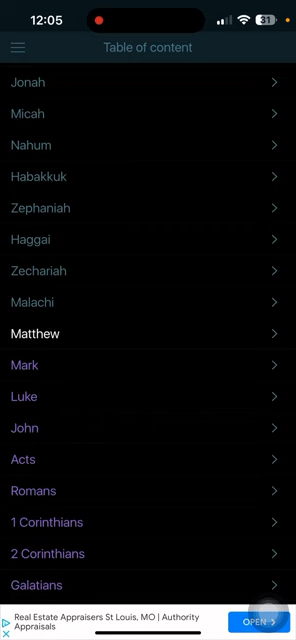 12:05
31
Table of content
Jonah
Micah
Nahum
Habakkuk
Zephaniah
Haggai
Zechariah
Malachi
Matthew
Mark
Luke
John
Acts
Romans
1 Corinthians
2 Corinthians
Galatians
Real Estate Appraisers St Louis, MO | Authority
Appraisals
OPEN